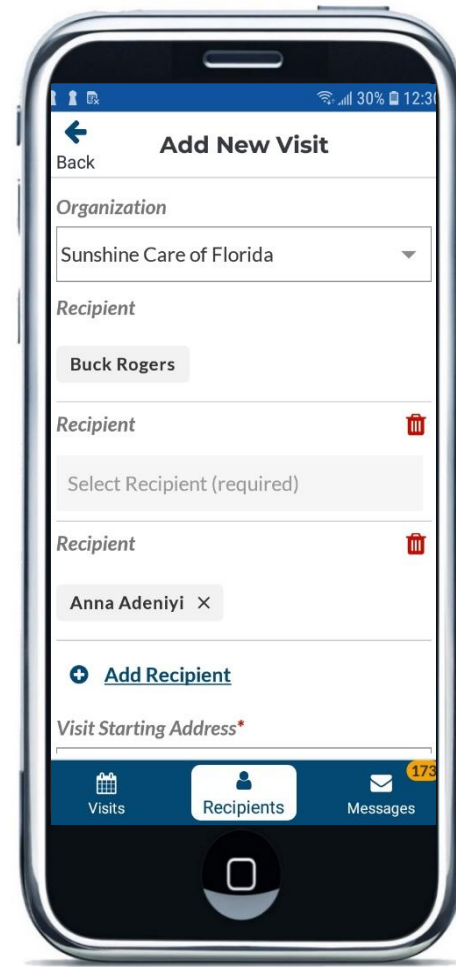 30% 12:30
Add New Visit
Back
Organization
Sunshine Care of Florida
Recipient
Buck Rogers
Recipient
Select Recipient (required)
Recipient
Anna Adeniyi ×
Add Recipient
Visit Starting Address*
173
Visits Recipients Messages